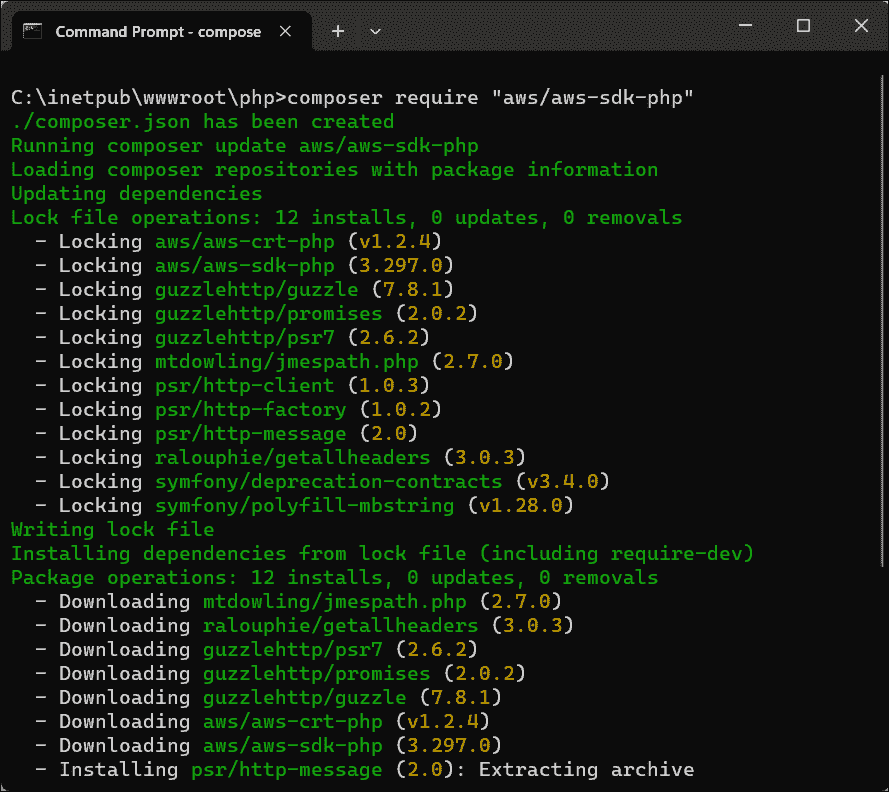 Command Prompt - compose
C:\inetpub\wwwroot\php>composer require "aws/aws-sdk-php"
./composer.json has been created
Running composer update aws/aws-sdk-php
Loading composer repositories with package information
Updating dependencies
Lock file operations: 12 installs, 0 updates, 0 removals
  - Locking aws/aws-crt-php (v1.2.4)
  - Locking aws/aws-sdk-php (3.297.0)
  - Locking guzzlehttp/guzzle (7.8.1)
  - Locking guzzlehttp/promises (2.0.2)
  - Locking guzzlehttp/psr7 (2.6.2)
  - Locking mtdowling/jmespath.php (2.7.0)
  - Locking psr/http-client (1.0.3)
  - Locking psr/http-factory (1.0.2)
  - Locking psr/http-message (2.0)
  - Locking ralouphie/getallheaders (3.0.3)
  - Locking symfony/deprecation-contracts (v3.4.0)
  - Locking symfony/polyfill-mbstring (v1.28.0)
Writing lock file
Installing dependencies from lock file (including require-dev)
Package operations: 12 installs, 0 updates, 0 removals
  - Downloading mtdowling/jmespath.php (2.7.0)
  - Downloading ralouphie/getallheaders (3.0.3)
  - Downloading guzzlehttp/psr7 (2.6.2)
  - Downloading guzzlehttp/promises (2.0.2)
  - Downloading guzzlehttp/guzzle (7.8.1)
  - Downloading aws/aws-crt-php (v1.2.4)
  - Downloading aws/aws-sdk-php (3.297.0)
  - Installing psr/http-message (2.0): Extracting archive